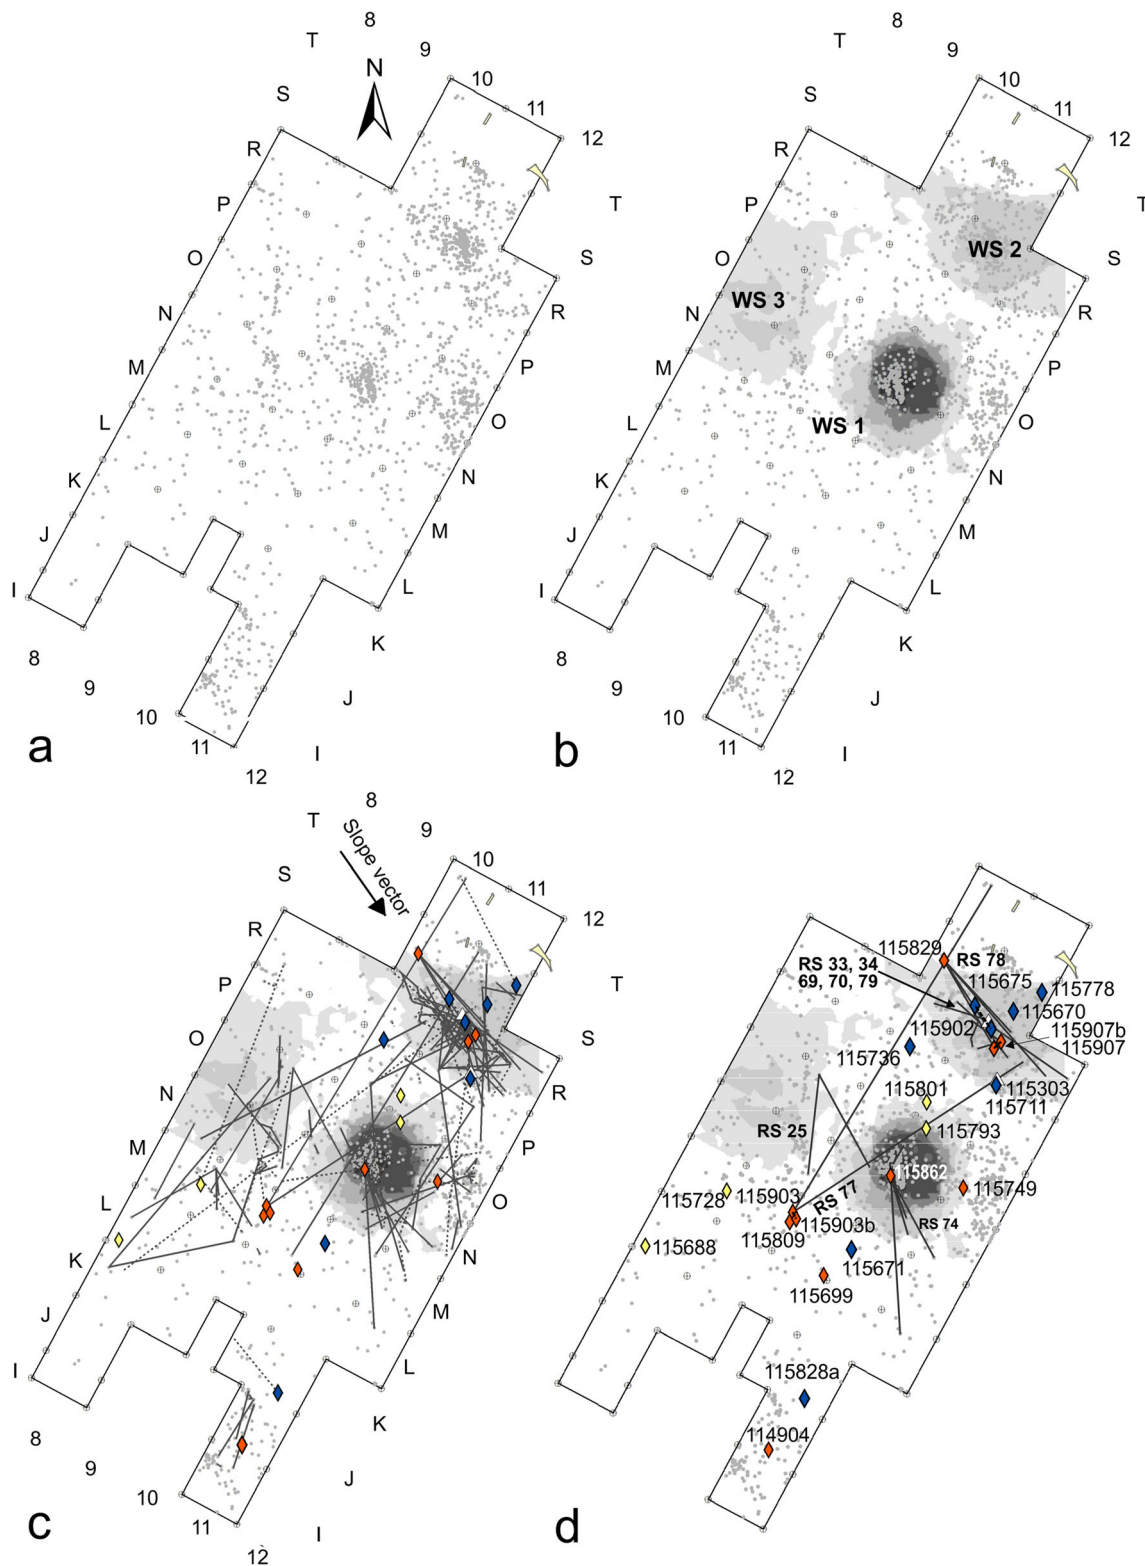 8
T
9
N
10
S
11
12
R
P
T
O
S
N
R
M
P
L
O
K
N
J
M
I
L
K
8
9
J
10
11
I
12
a
8
T
9
10
S
11
12
R
P
T
WS 2
O
S
WS 3
N
R
M
P
WS 1
L
O
K
N
J
M
I
L
K
8
9
J
10
11
I
12
b
8
T
9
Slope vector
10
S
11
12
R
P
T
O
S
N
R
M
P
L
O
K
N
J
M
I
L
K
8
9
J
10
11
I
12
c
115829
RS 78
RS 33, 34
69, 70, 79
115675
115778
115670
115902
115907b
115907
115736
115303
115801
115711
115793
RS 25
115862
115728
115903
RS 77
115749
115903b
RS 74
115809
115688
115671
115699
115828a
114904
d